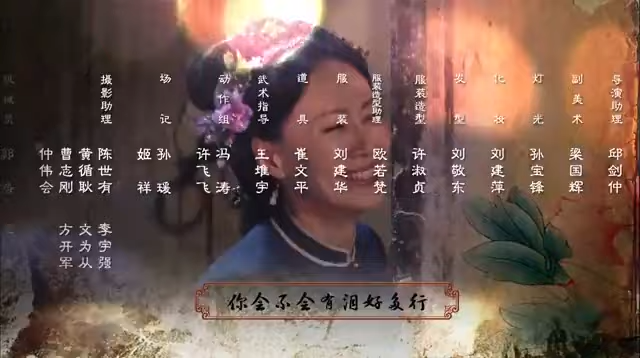 导演助理 邱剑仲
副美术 梁国辉
灯光 孙宝锋
化妆 刘建萍
发型 刘敬东
服装造型 许淑贞
服装造型助理 欧若梵
服装 刘建华
道具 崔文平
武术指导 王雄宇
动作组 冯涛
许飞飞
场记 孙瑗
姬祥
摄影助理 陈世有 李宇强
黄循耿 文为从
曹志刚 方开军
仲伟会
你会不会有泪好多行